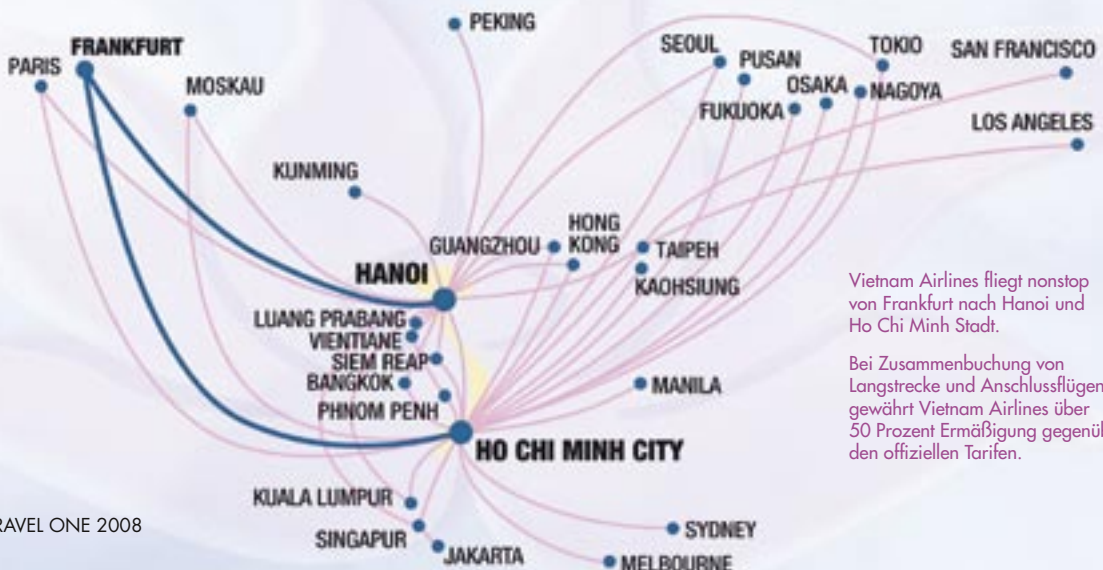 PEKING
FRANKFURT
SEOUL
TOKIO
SAN FRANCISCO
PARIS
PUSAN
MOSKAU
OSAKA
NAGOYA
FUKUOKA
LOS ANGELES
KUNMING
HONG
KONG
GUANGZHOU
TAIPEH
HANOI
KAOHSIUNG
Vietnam Airlines fliegt nonstop
von Frankfurt nach Hanoi und
Ho Chi Minh Stadt.
LUANG PRABANG
VIENTIANE
SIEM REAP
BANGKOK
MANILA
PHNOM PENH
Bei Zusammenbuchung von
Langstrecke und Anschlussflügen
gewährt Vietnam Airlines über
50 Prozent Ermäßigung
den offiziellen Tarifen.
HO CHI MINH CITY
KUALA LUMPUR
RAVEL ONE 2008
SINGAPUR
SYDNEY
JAKARTA
MELBOURNE